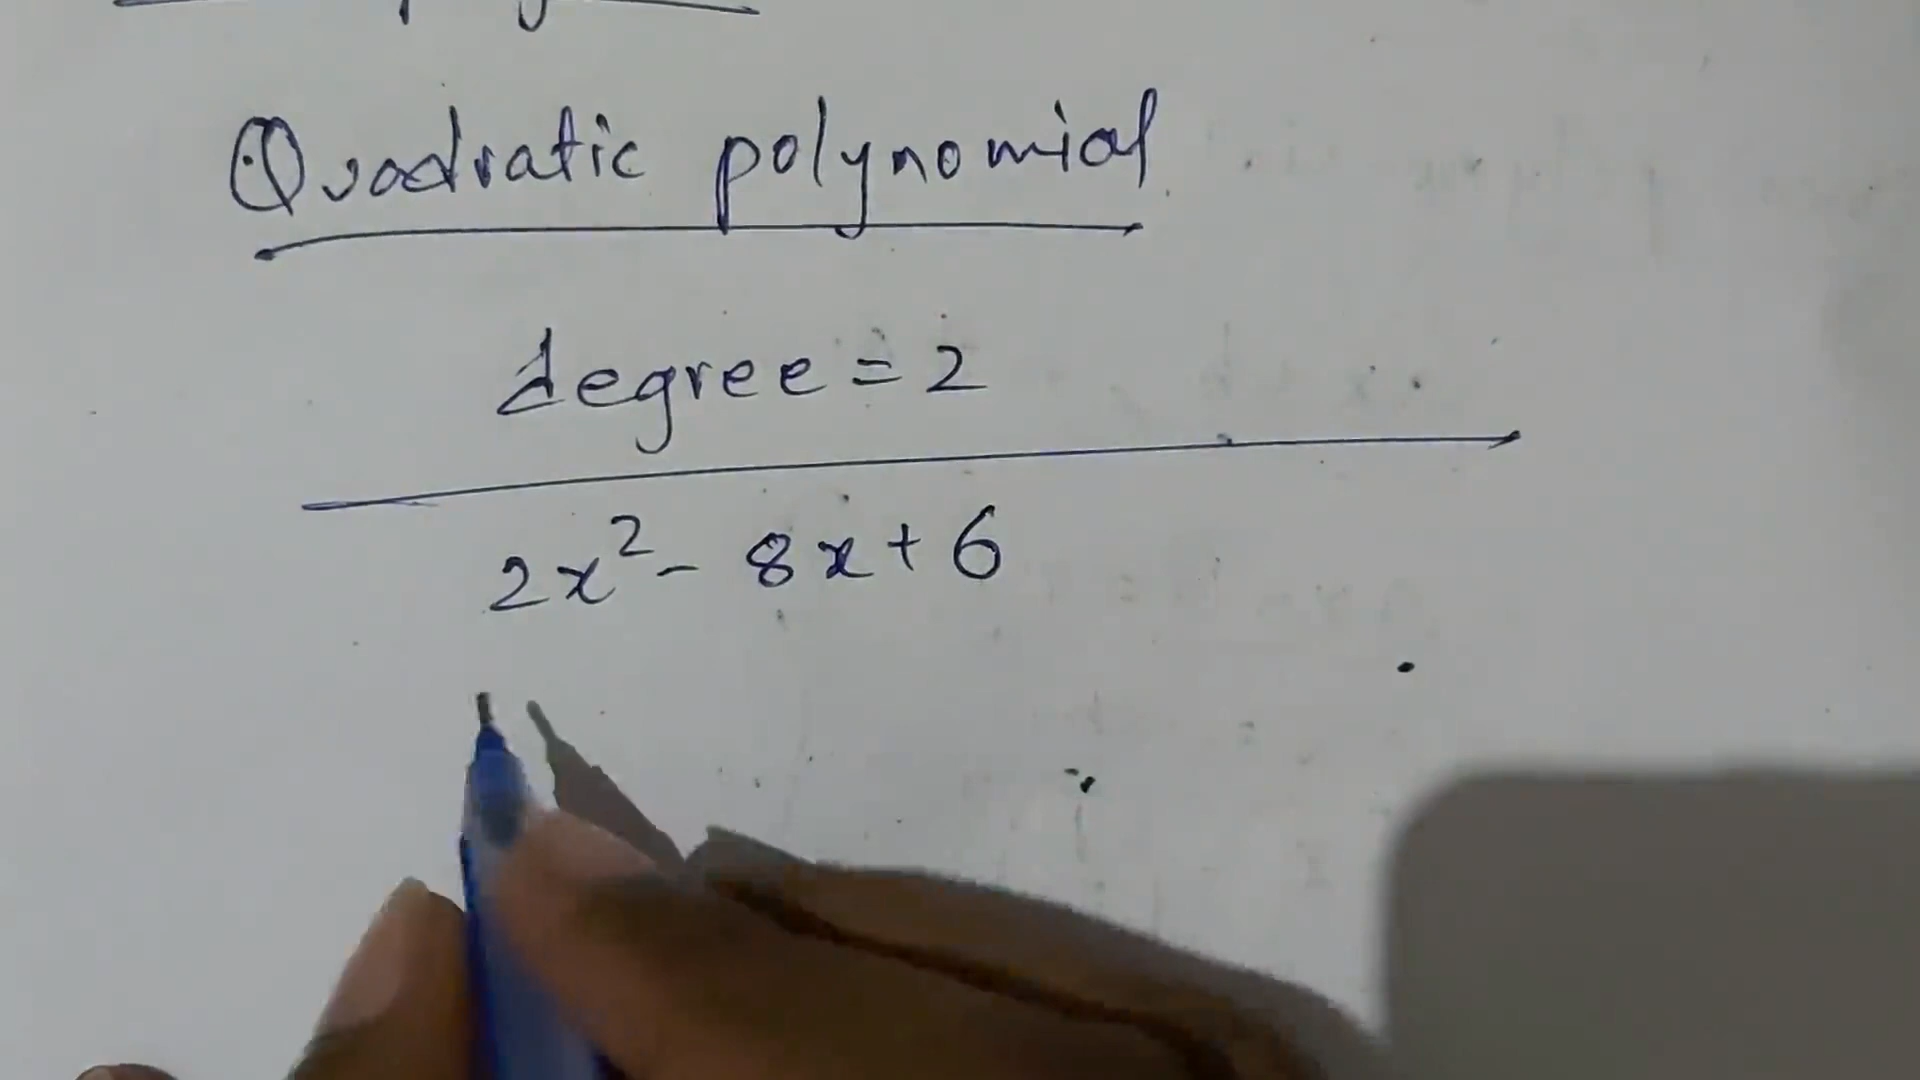 Quadratic polynomial
degree = 2
2x² - 8x + 6